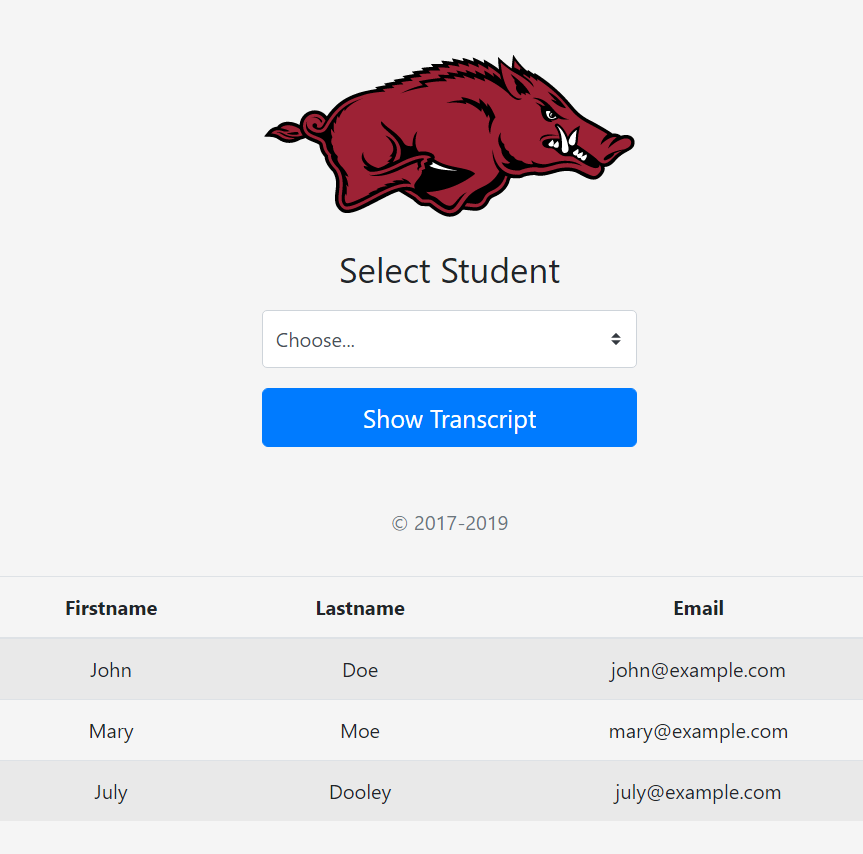 Select Student
Choose...
Show Transcript
© 2017-2019
Firstname Lastname Email
John Doe john@example.com
Mary Moe mary@example.com
July Dooley july@example.com